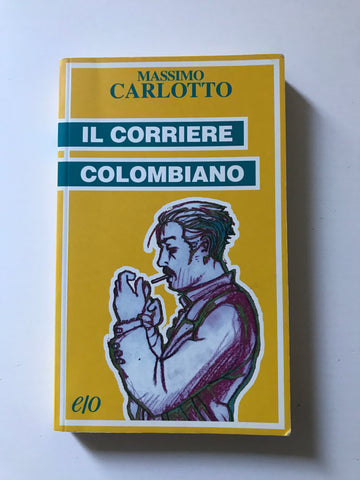 MASSIMO
CARLOTTO
IL CORRIERE
COLOMBIANO
e/o